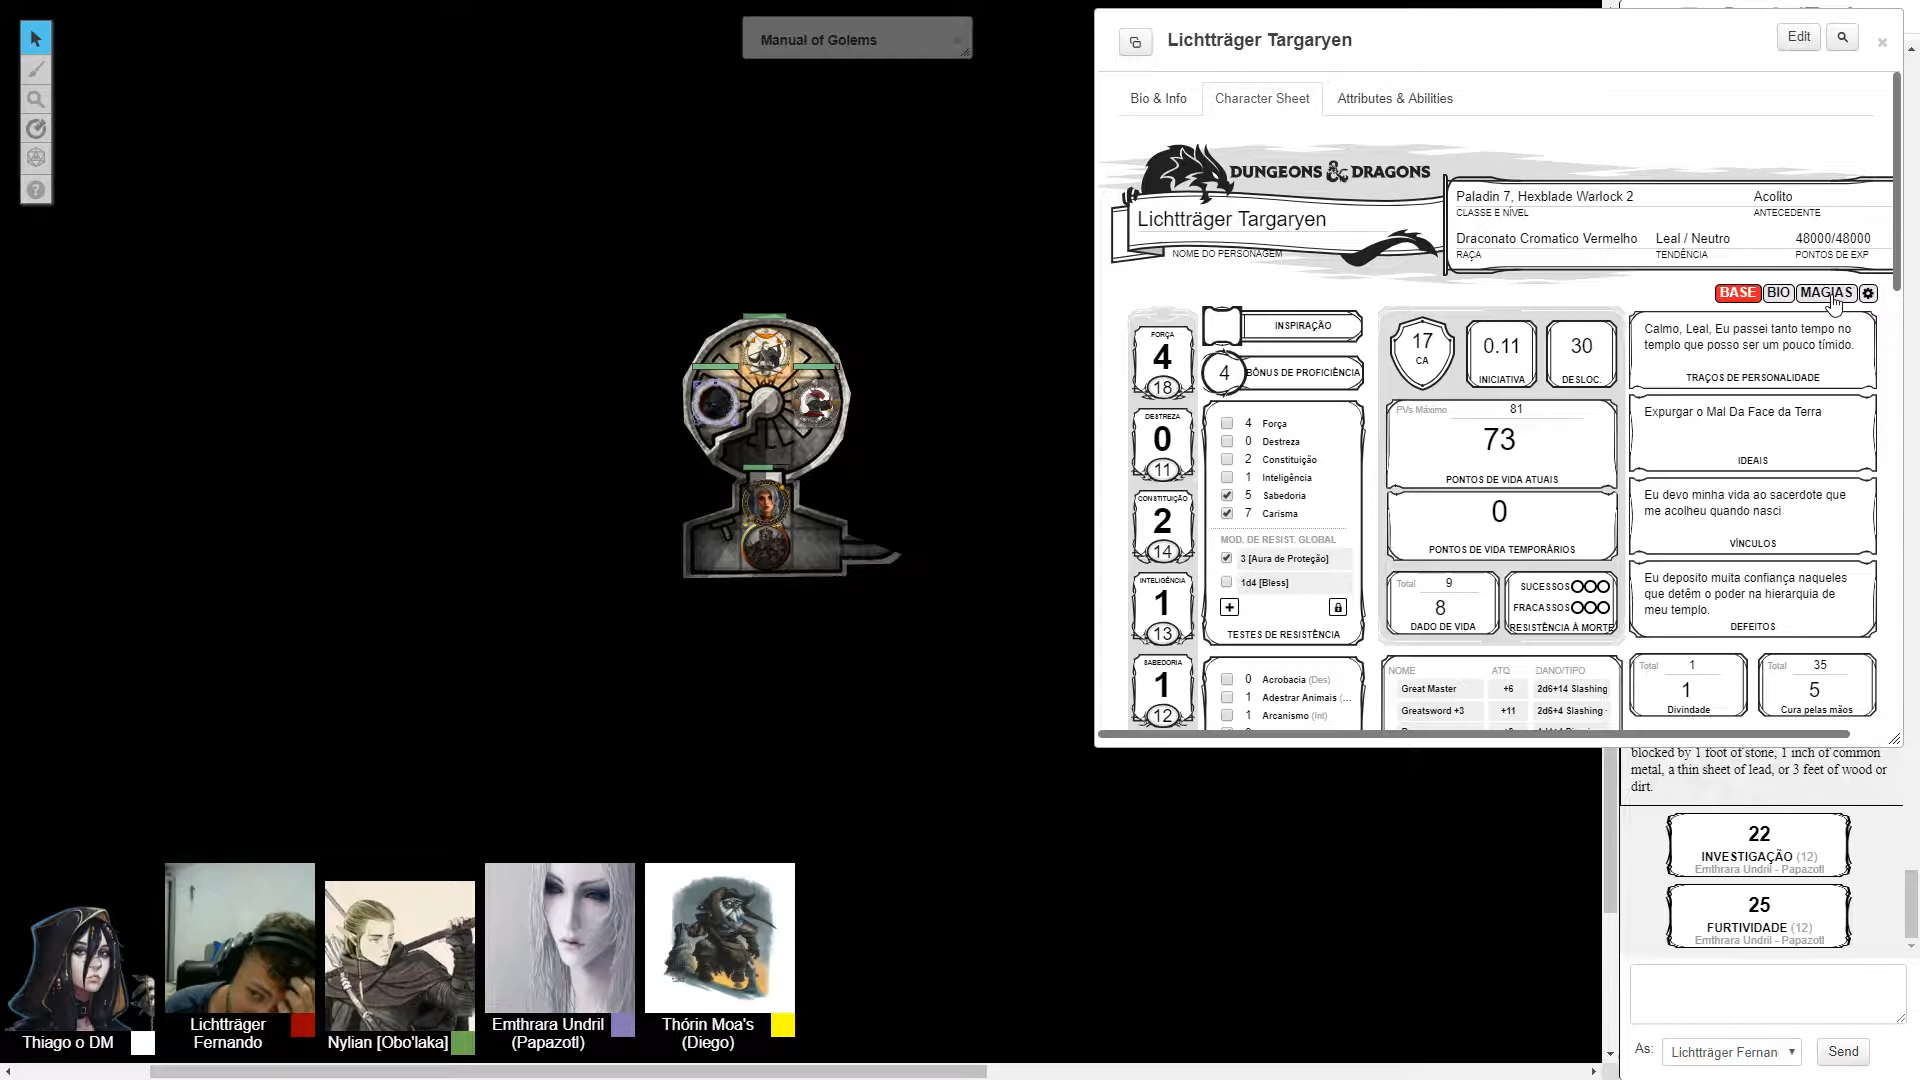 Manual of Golems
Lichtträger Targaryen
Edit
Bio & Info
Character Sheet
Attributes & Abilities
DUNGEONS & DRAGONS
Lichtträger Targaryen
NOME DO PERSONAGEM
Paladin 7, Hexblade Warlock 2
Acolito
CLASSE E NÍVEL
ANTECEDENTE
Draconato Cromatico Vermelho
Leal / Neutro
48000/48000
RAÇA
TENDÊNCIA
PONTOS DE EXP
BASE
BIO
MAGIAS
FORÇA
4
18
DESTREZA
0
11
CONSTITUIÇÃO
2
14
INTELIGÊNCIA
1
13
SABEDORIA
1
12
INSPIRAÇÃO
4
BÔNUS DE PROFICIÊNCIA
4 Força
0 Destreza
2 Constituição
1 Inteligência
5 Sabedoria
7 Carisma
MOD. DE RESIST. GLOBAL
3 [Aura de Proteção]
1d4 [Bless]
+
TESTES DE RESISTÊNCIA
0 Acrobacia (Des)
1 Adestrar Animais (...
1 Arcanismo (Int)
17
CA
0.11
INICIATIVA
30
DESLOC.
PVs Máximo
81
73
PONTOS DE VIDA ATUAIS
0
PONTOS DE VIDA TEMPORÁRIOS
Total
9
8
DADO DE VIDA
SUCESSOS
FRACASSOS
RESISTÊNCIA À MORTE
NOME
ATQ
DANO/TIPO
Great Master
+6
2d6+14 Slashing
Greatsword +3
+11
2d6+4 Slashing
Calmo, Leal, Eu passei tanto tempo no
templo que posso ser um pouco tímido.
TRAÇOS DE PERSONALIDADE
Expurgar o Mal Da Face da Terra
IDEAIS
Eu devo minha vida ao sacerdote que
me acolheu quando nasci
VÍNCULOS
Eu deposito muita confiança naqueles
que detêm o poder na hierarquia de
meu templo.
DEFEITOS
Total
1
1
Divindade
Total
35
5
Cura pelas mãos
blocked by 1 foot of stone, 1 inch of common
metal, a thin sheet of lead, or 3 feet of wood or
dirt.
22
INVESTIGAÇÃO (12)
Emthrara Undril - Papazotl
25
FURTIVIDADE (12)
Emthrara Undril - Papazotl
As:
Lichtträger Fernan
Send
Thiago o DM
Lichtträger
Fernando
Nylian [Obo'laka]
Emthrara Undril
(Papazotl)
Thórin Moa's
(Diego)